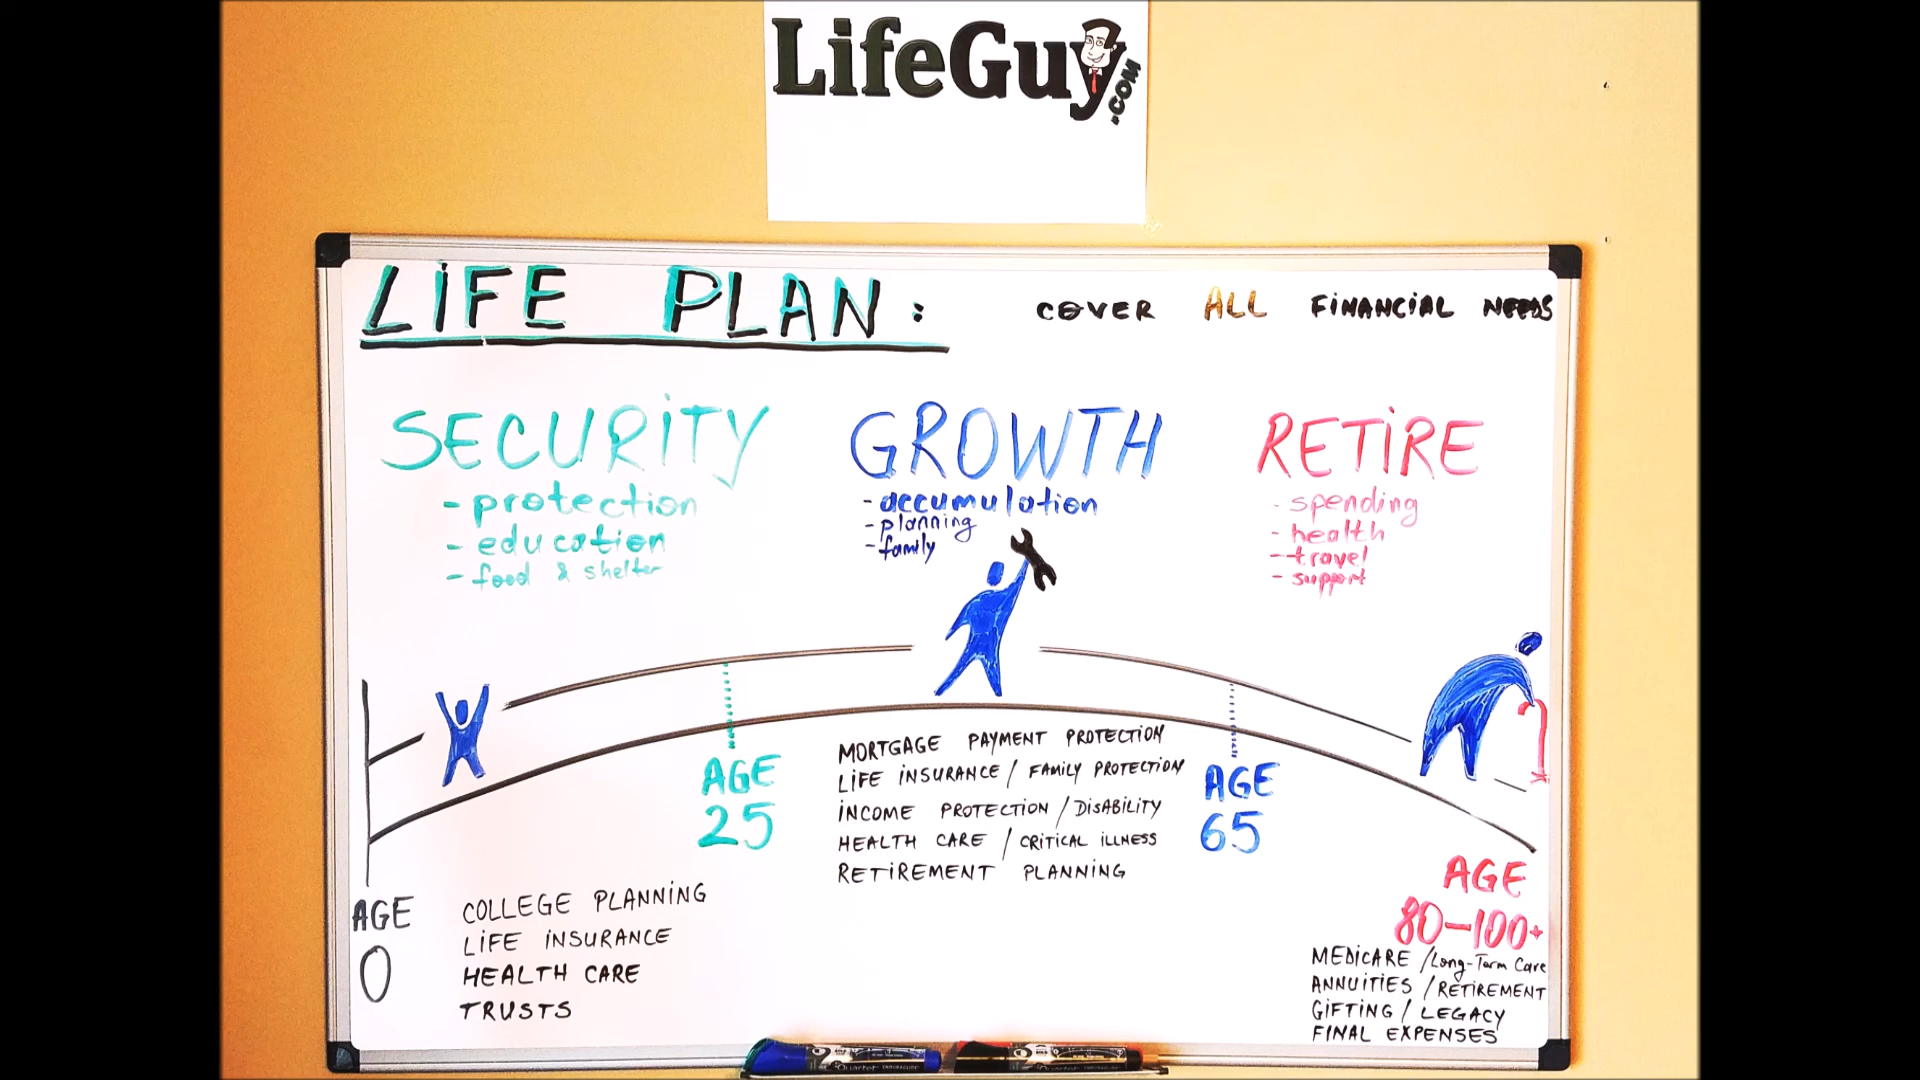 LifeGuy.COM
LIFE PLAN: COVER ALL FINANCIAL NEEDS
SECURITY
- protection
- education
- food & shelter
GROWTH
- accumulation
- planning
- family
RETIRE
- spending
- health
- travel
- support
AGE
0
COLLEGE PLANNING
LIFE INSURANCE
HEALTH CARE
TRUSTS
AGE
25
MORTGAGE PAYMENT PROTECTION
LIFE INSURANCE / FAMILY PROTECTION
INCOME PROTECTION / DISABILITY
HEALTH CARE / CRITICAL ILLNESS
RETIREMENT PLANNING
AGE
65
AGE
80-100+
MEDICARE / Long-Term Care
ANNUITIES / RETIREMENT
GIFTING / LEGACY
FINAL EXPENSES
Quartet